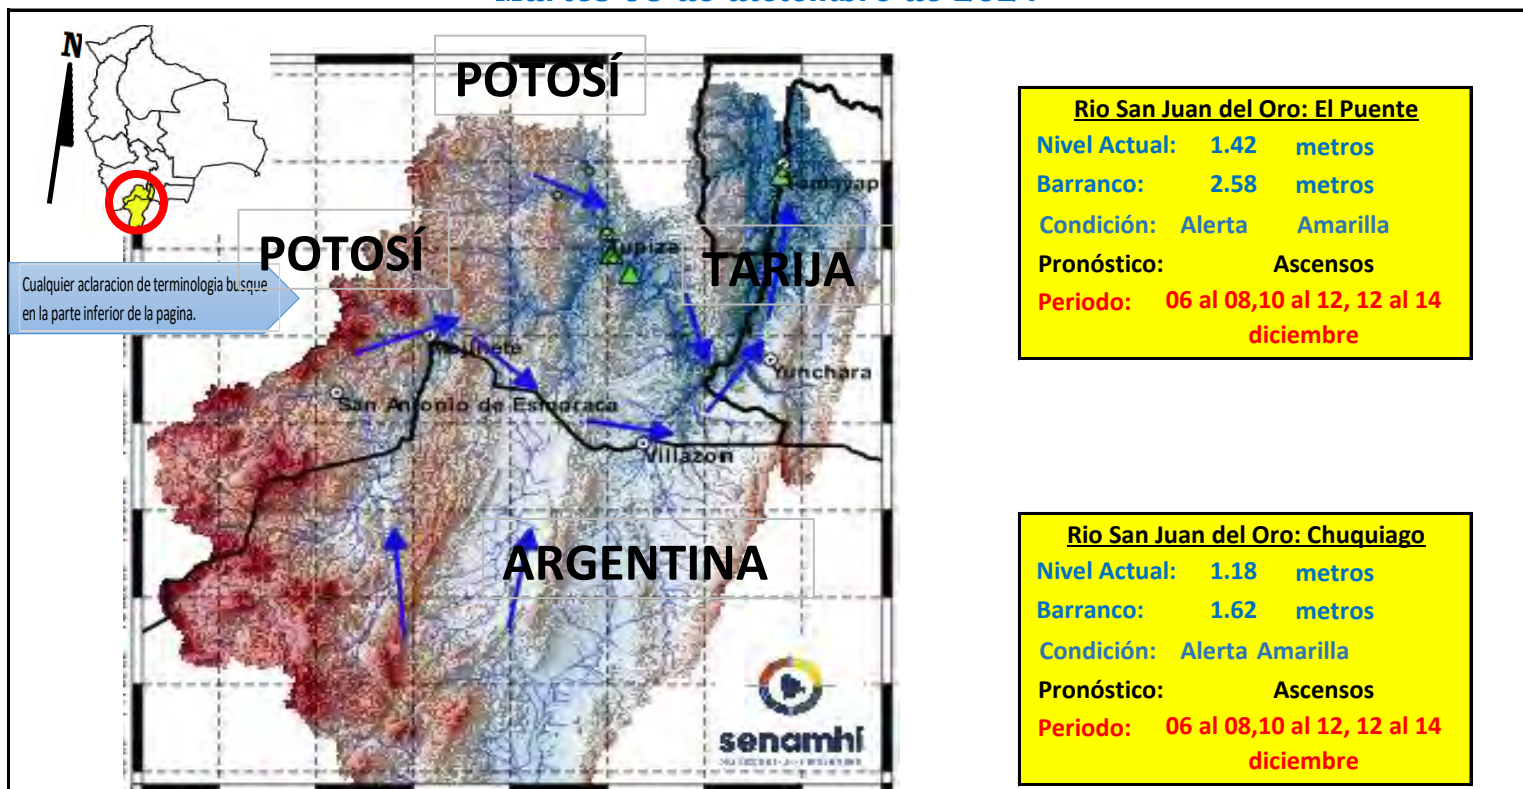 N
POTOSÍ
POTOSÍ
TARIJA
ARGENTINA
Cualquier aclaracion de terminologia busque
en la parte inferior de la pagina.
Tupiza
Yunchara
San Antonio de Esmoraca
Villazon
senamhi
Rio San Juan del Oro: El Puente
Nivel Actual: 1.42 metros
Barranco: 2.58 metros
Condición: Alerta Amarilla
Pronóstico: Ascensos
Periodo: 06 al 08,10 al 12, 12 al 14
diciembre
Rio San Juan del Oro: Chuquiago
Nivel Actual: 1.18 metros
Barranco: 1.62 metros
Condición: Alerta Amarilla
Pronóstico: Ascensos
Periodo: 06 al 08,10 al 12, 12 al 14
diciembre